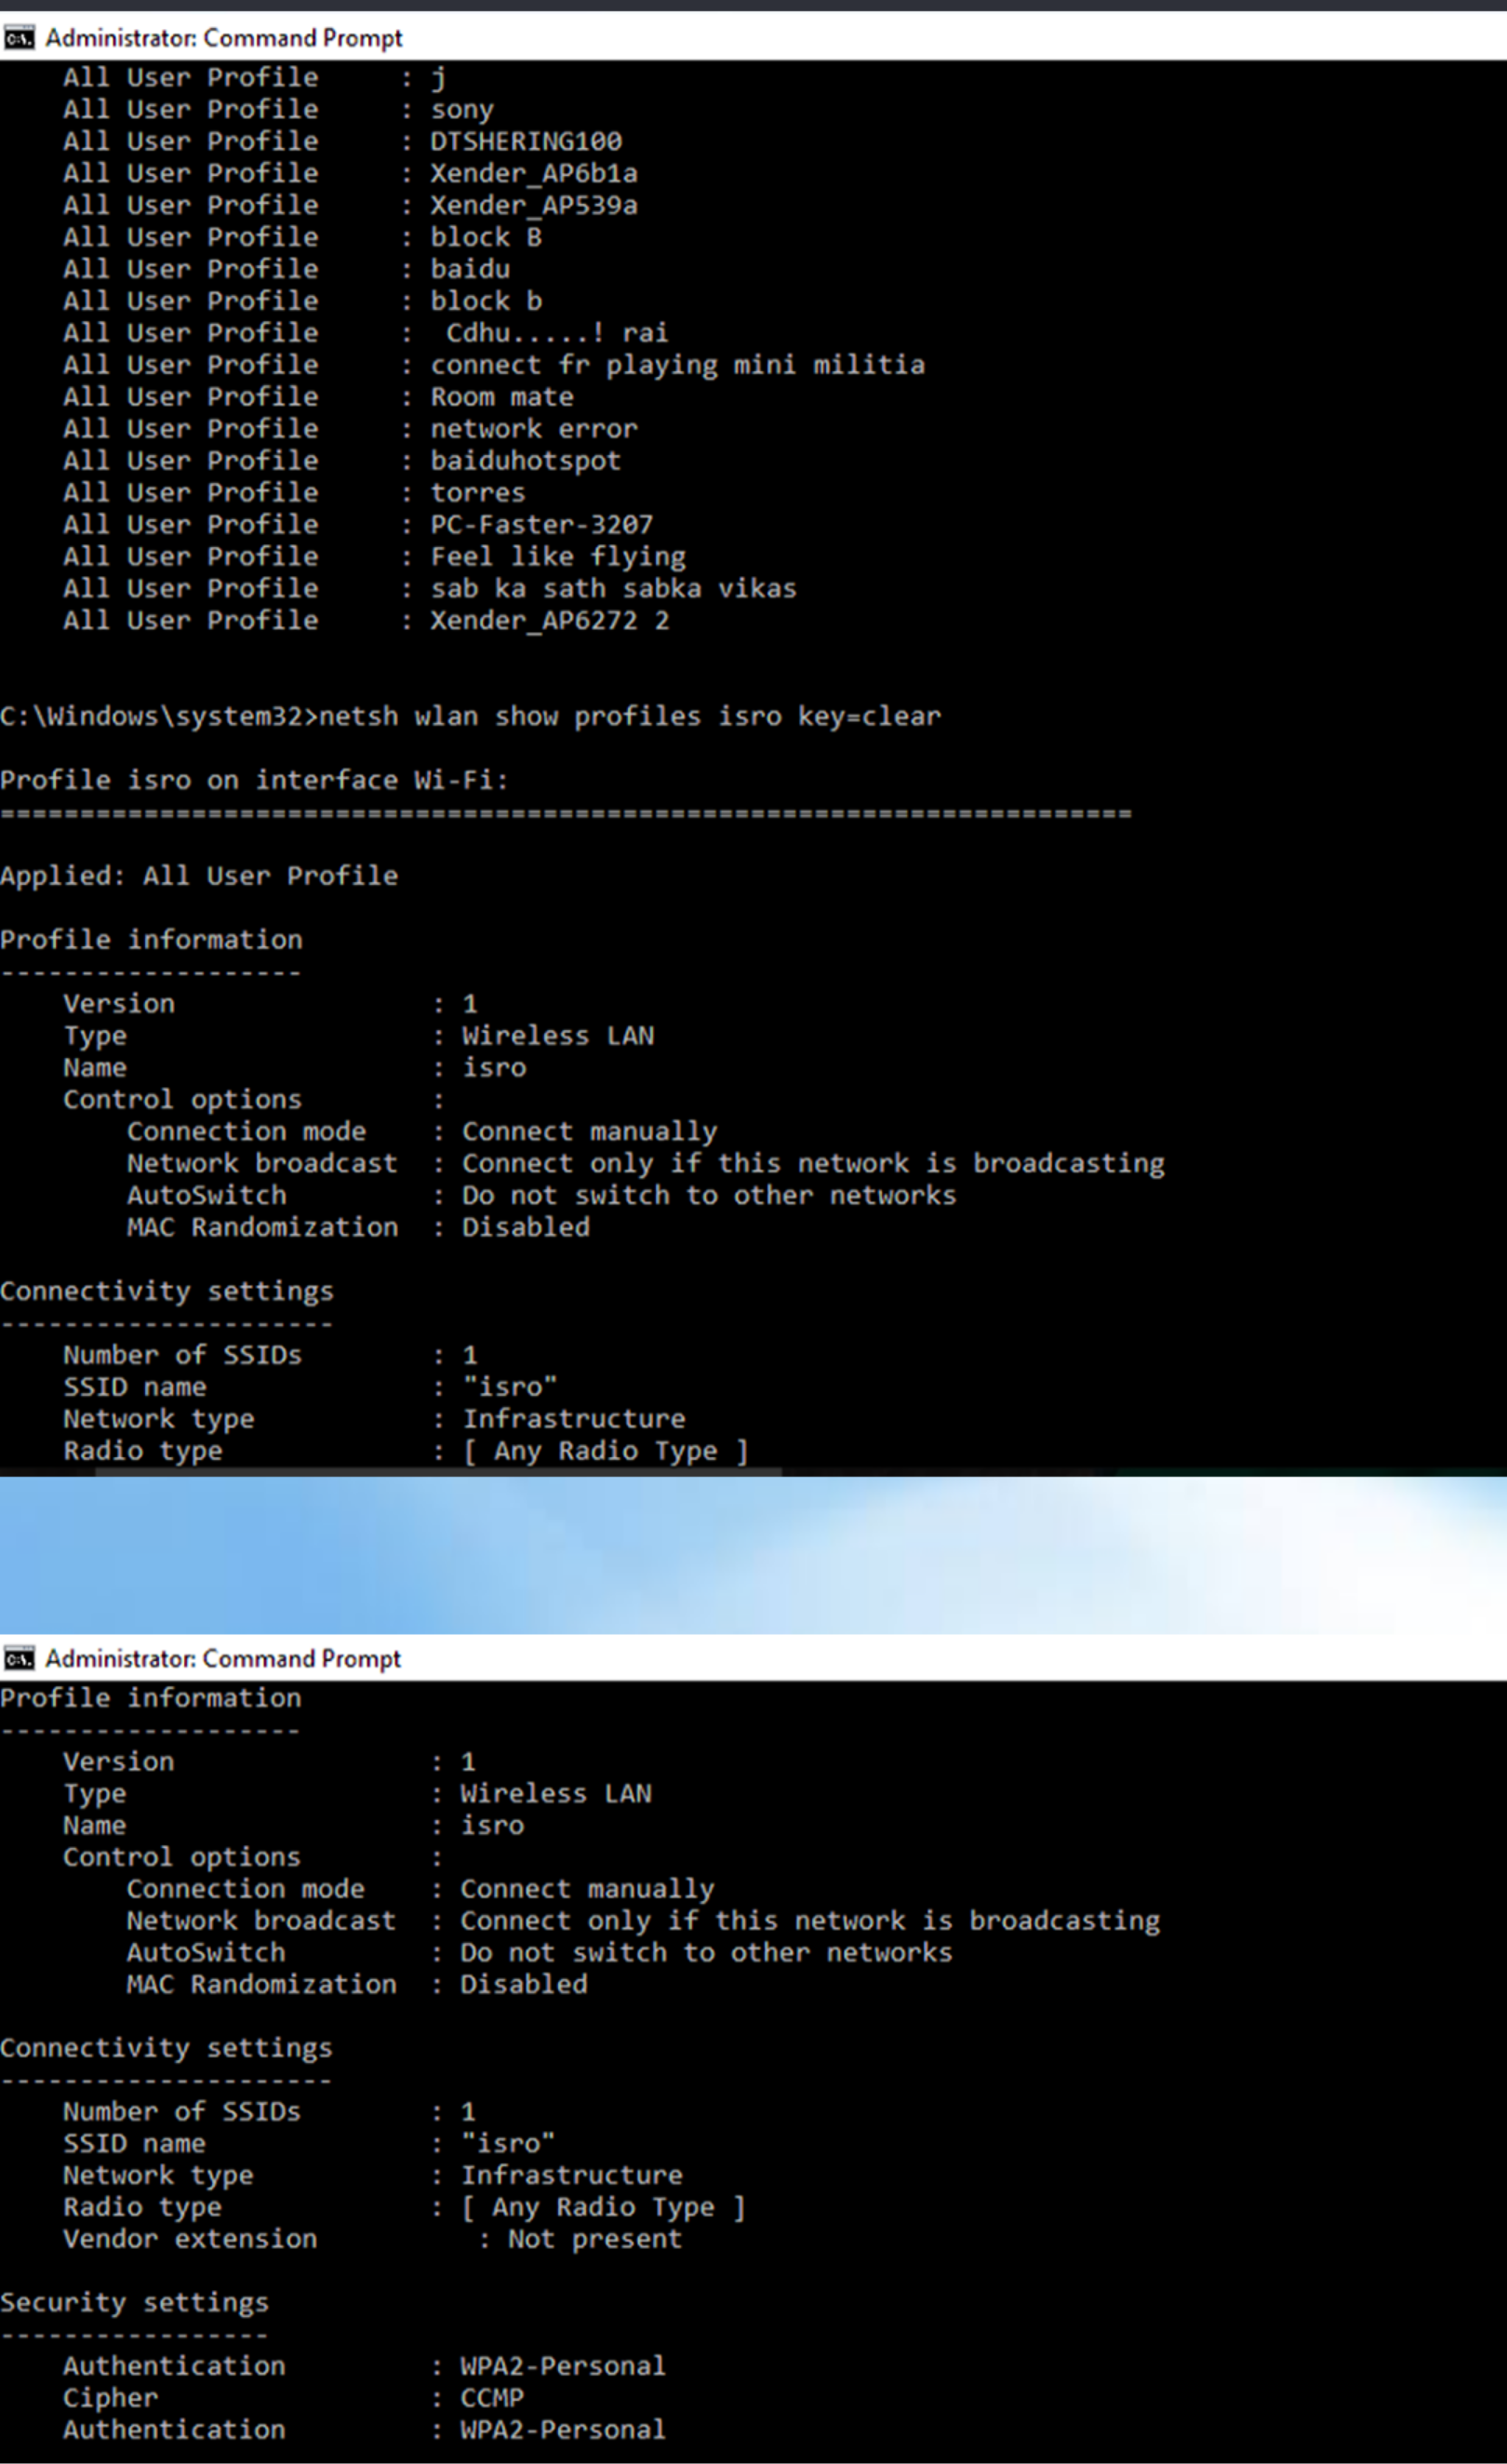 Administrator: Command Prompt
All User Profile : j
All User Profile : sony
All User Profile : DTSHERING100
All User Profile : Xender_AP6b1a
All User Profile : Xender_AP539a
All User Profile : block B
All User Profile : baidu
All User Profile : block b
All User Profile :  Cdhu.....! rai
All User Profile : connect fr playing mini militia
All User Profile : Room mate
All User Profile : network error
All User Profile : baiduhotspot
All User Profile : torres
All User Profile : PC-Faster-3207
All User Profile : Feel like flying
All User Profile : sab ka sath sabka vikas
All User Profile : Xender_AP6272 2
C:\Windows\system32>netsh wlan show profiles isro key=clear
Profile isro on interface Wi-Fi:
=======================================================================
Applied: All User Profile
Profile information
-------------------
Version : 1
Type : Wireless LAN
Name : isro
Control options :
Connection mode : Connect manually
Network broadcast : Connect only if this network is broadcasting
AutoSwitch : Do not switch to other networks
MAC Randomization : Disabled
Connectivity settings
---------------------
Number of SSIDs : 1
SSID name : "isro"
Network type : Infrastructure
Radio type : [ Any Radio Type ]
Administrator: Command Prompt
Profile information
-------------------
Version : 1
Type : Wireless LAN
Name : isro
Control options :
Connection mode : Connect manually
Network broadcast : Connect only if this network is broadcasting
AutoSwitch : Do not switch to other networks
MAC Randomization : Disabled
Connectivity settings
---------------------
Number of SSIDs : 1
SSID name : "isro"
Network type : Infrastructure
Radio type : [ Any Radio Type ]
Vendor extension : Not present
Security settings
-----------------
Authentication : WPA2-Personal
Cipher : CCMP
Authentication : WPA2-Personal